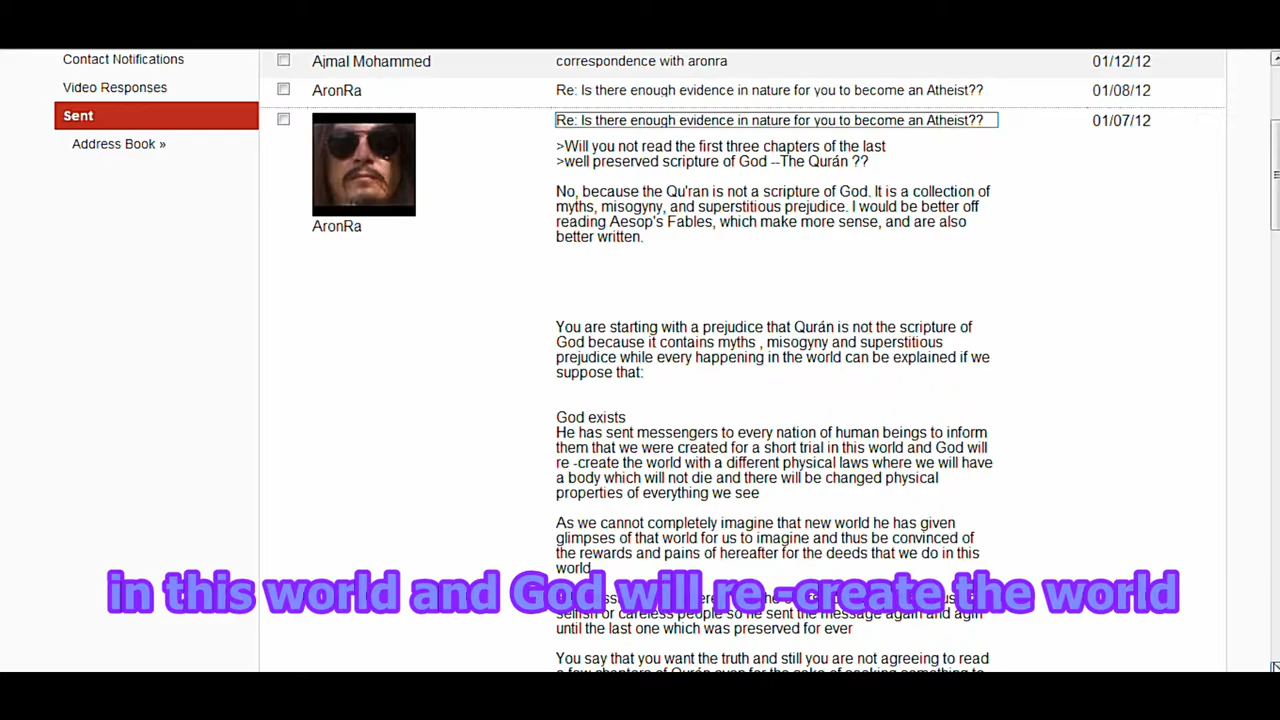 Contact Notifications
Video Responses
Sent
Address Book »
Ajmal Mohammed correspondence with aronra 01/12/12
AronRa Re: Is there enough evidence in nature for you to become an Atheist?? 01/08/12
Re: Is there enough evidence in nature for you to become an Atheist?? 01/07/12
AronRa
>Will you not read the first three chapters of the last
>well preserved scripture of God --The Qurán ??
No, because the Qu'ran is not a scripture of God. It is a collection of
myths, misogyny, and superstitious prejudice. I would be better off
reading Aesop's Fables, which make more sense, and are also
better written.
You are starting with a prejudice that Qurán is not the scripture of
God because it contains myths , misogyny and superstitious
prejudice while every happening in the world can be explained if we
suppose that:
God exists
He has sent messengers to every nation of human beings to inform
them that we were created for a short trial in this world and God will
re -create the world with a different physical laws where we will have
a body which will not die and there will be changed physical
properties of everything we see
As we cannot completely imagine that new world he has given
glimpses of that world for us to imagine and thus be convinced of
the rewards and pains of hereafter for the deeds that we do in this
world
in this world and God will re -create the world
selfish or careless people so he sent the message again and agin
until the last one which was preserved for ever
You say that you want the truth and still you are not agreeing to read